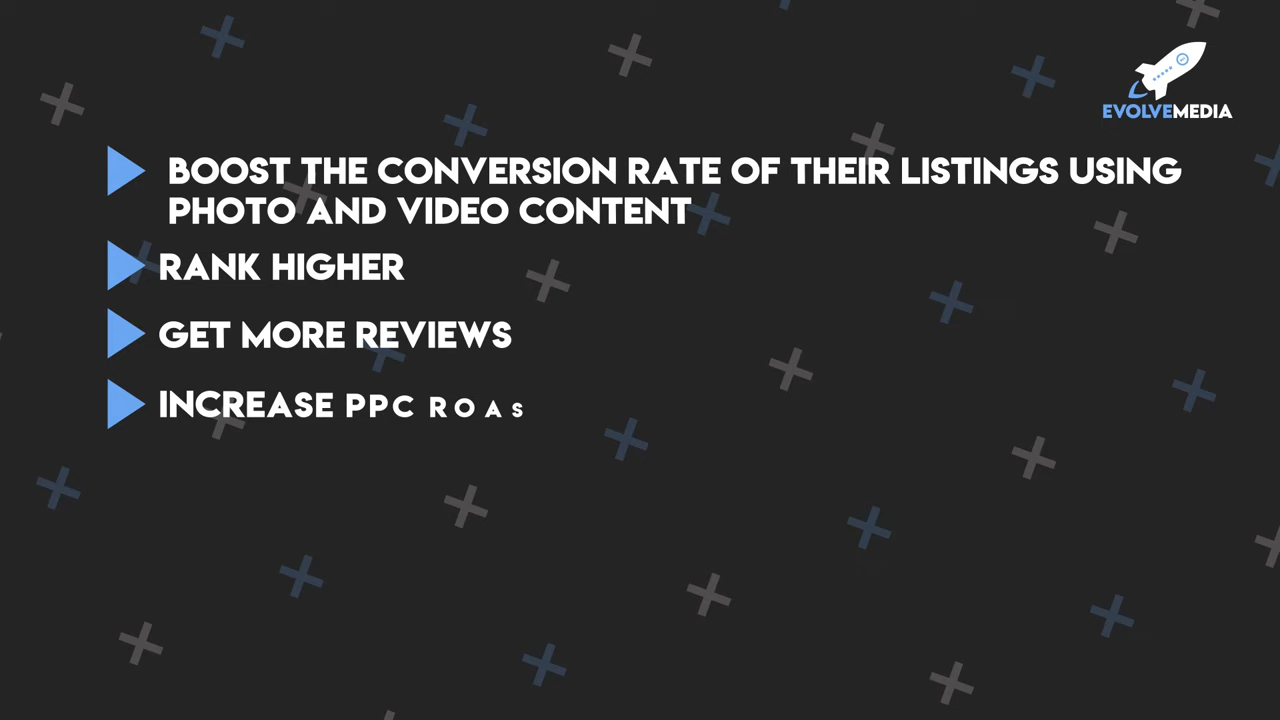 EVOLVEMEDIA
BOOST THE CONVERSION RATE OF THEIR LISTINGS USING
PHOTO AND VIDEO CONTENT
RANK HIGHER
GET MORE REVIEWS
INCREASE PPC ROAS